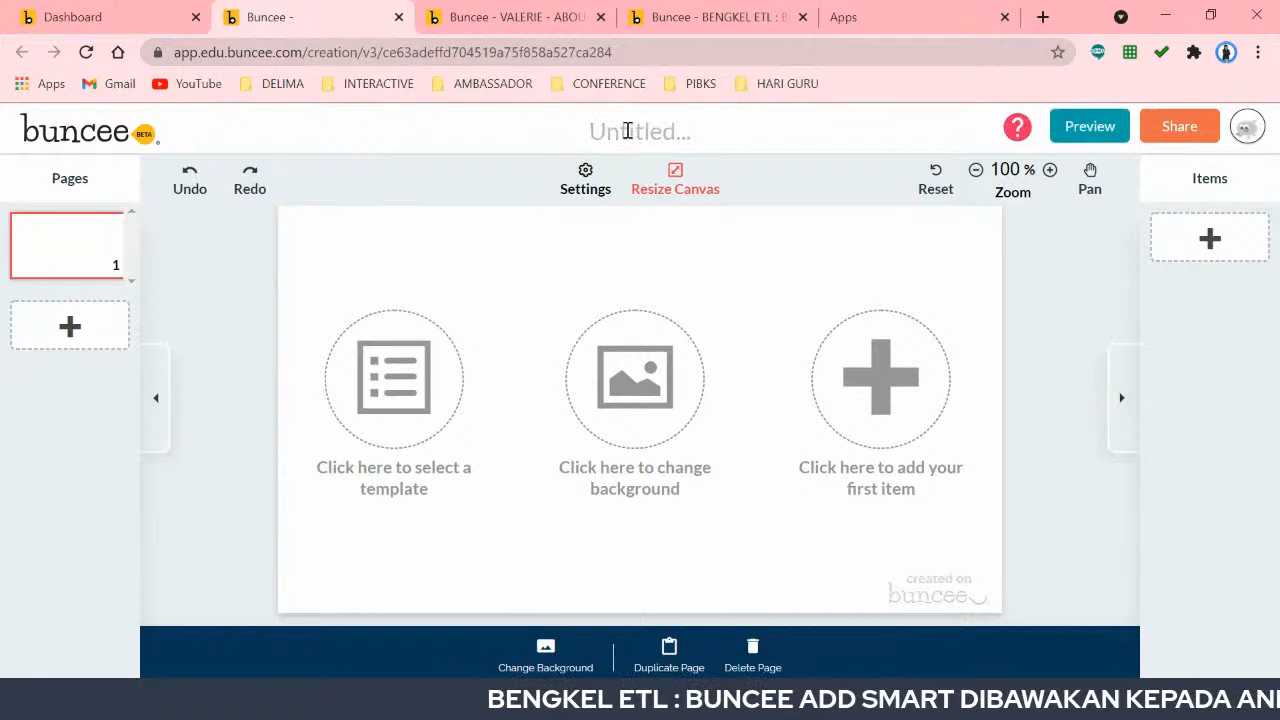 Dashboard
Buncee -
Buncee - VALERIE - ABOU
Buncee - BENGKEL ETL : B
Apps
app.edu.buncee.com/creation/v3/ce63adeffd704519a75f858a527ca284
Apps
Gmail
YouTube
DELIMA
INTERACTIVE
AMBASSADOR
CONFERENCE
PIBKS
HARI GURU
buncee BETA
Untitled...
?
Preview
Share
Pages
Undo
Redo
Settings
Resize Canvas
Reset
100 %
Zoom
Pan
Items
1
Click here to select a
template
Click here to change
background
Click here to add your
first item
created on
buncee
Change Background
Duplicate Page
Delete Page
BENGKEL ETL : BUNCEE ADD SMART DIBAWAKAN KEPADA AN